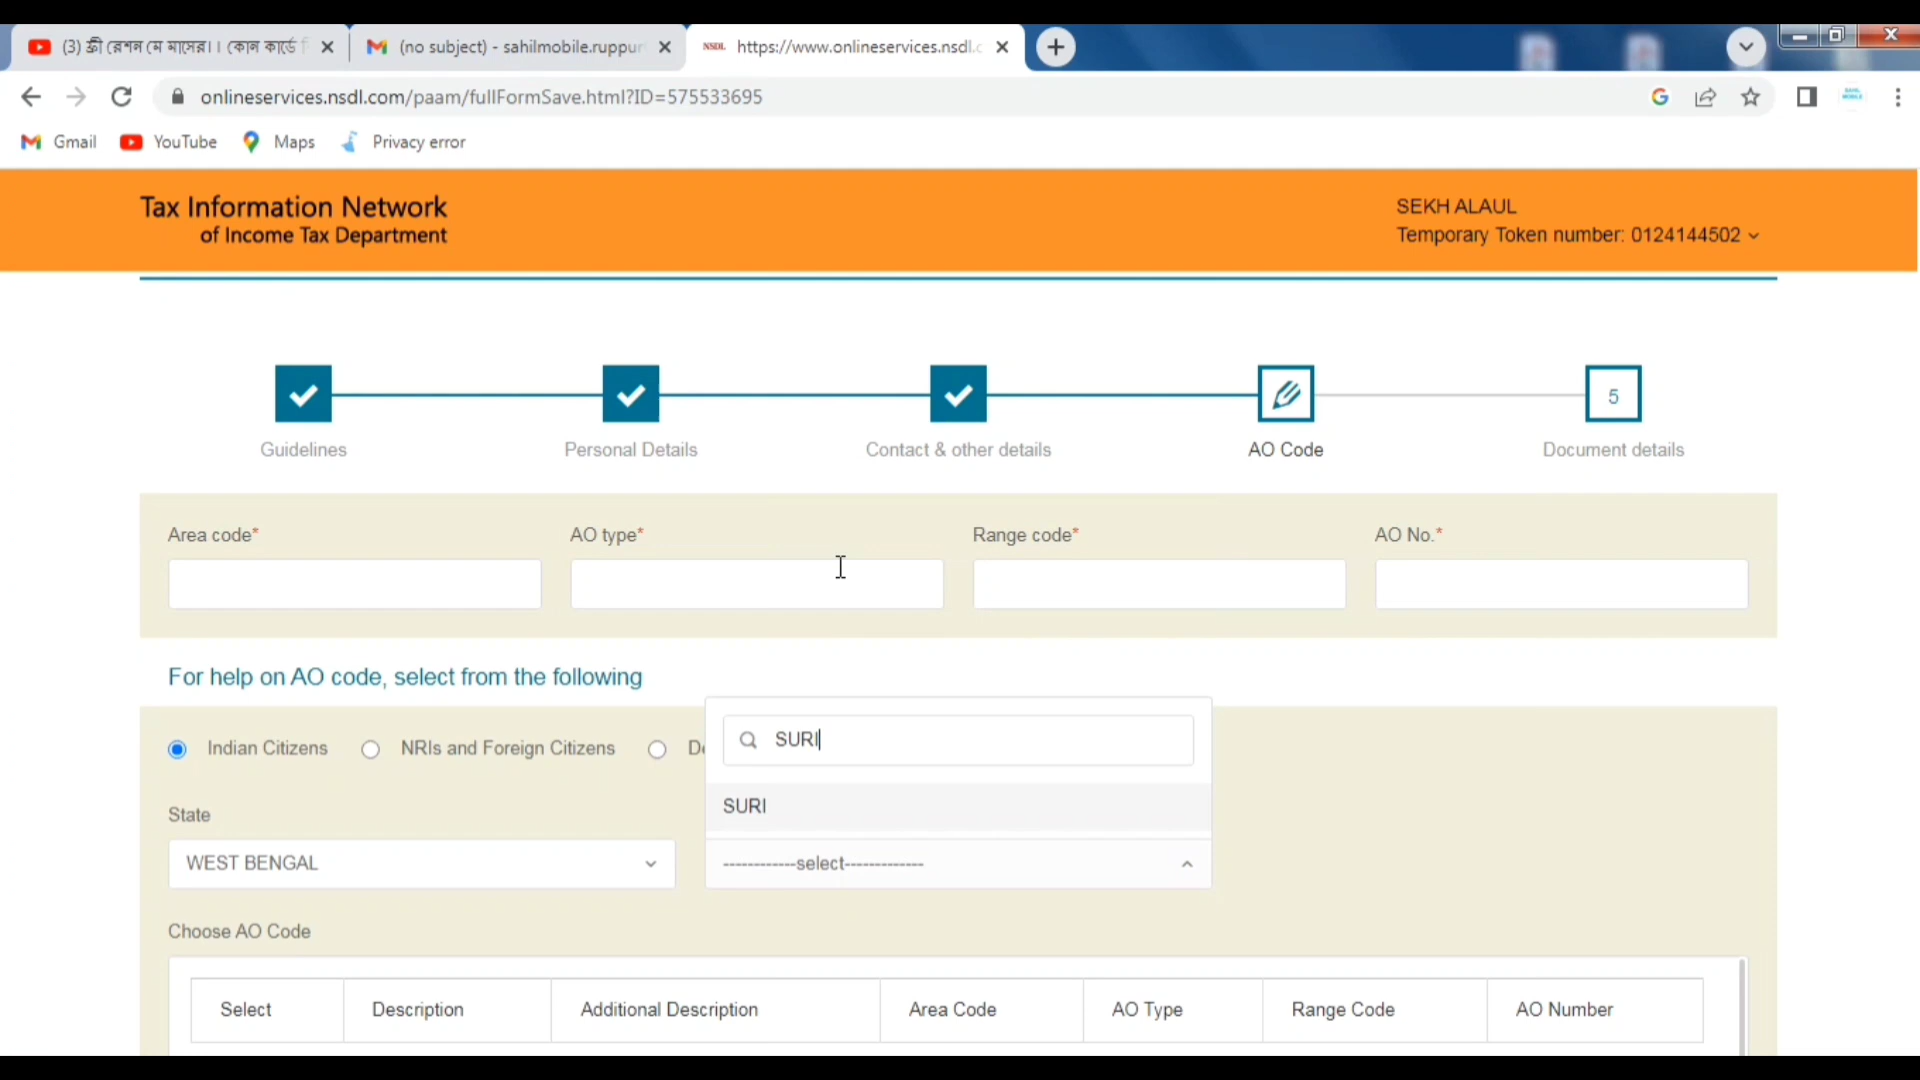 (3) ফ্রী রেশন মে মাসের।। কোন কার্ডে
(no subject) - sahilmobile.ruppur
NSDL https://www.onlineservices.nsdl.c
onlineservices.nsdl.com/paam/fullFormSave.html?ID=575533695
Gmail YouTube Maps Privacy error
Tax Information Network
of Income Tax Department
SEKH ALAUL
Temporary Token number: 0124144502
5
Guidelines Personal Details Contact & other details AO Code Document details
Area code* AO type* Range code* AO No.*
For help on AO code, select from the following
SURI
Indian Citizens NRIs and Foreign Citizens De
SURI
State
WEST BENGAL ------------select-------------
Choose AO Code
Select Description Additional Description Area Code AO Type Range Code AO Number